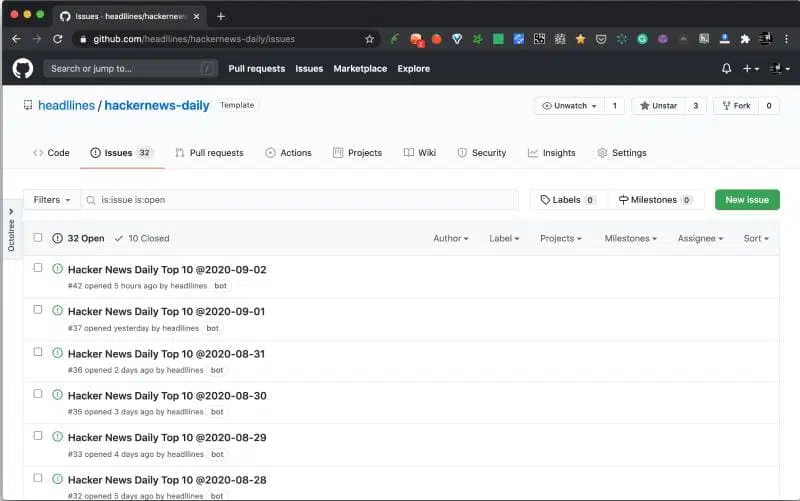 Issues · headllines/hackernews-d
github.com/headllines/hackernews-daily/issues
2
Search or jump to... /
Pull requests Issues Marketplace Explore
headllines / hackernews-daily Template
Unwatch 1 Unstar 3 Fork 0
Code Issues 32 Pull requests Actions Projects Wiki Security Insights Settings
Filters is:issue is:open Labels 0 Milestones 0 New issue
Octotree
32 Open 10 Closed Author Label Projects Milestones Assignee Sort
Hacker News Daily Top 10 @2020-09-02
#42 opened 5 hours ago by headllines bot
Hacker News Daily Top 10 @2020-09-01
#37 opened yesterday by headllines bot
Hacker News Daily Top 10 @2020-08-31
#36 opened 2 days ago by headllines bot
Hacker News Daily Top 10 @2020-08-30
#35 opened 3 days ago by headllines bot
Hacker News Daily Top 10 @2020-08-29
#33 opened 4 days ago by headllines bot
Hacker News Daily Top 10 @2020-08-28
#32 opened 5 days ago by headllines bot